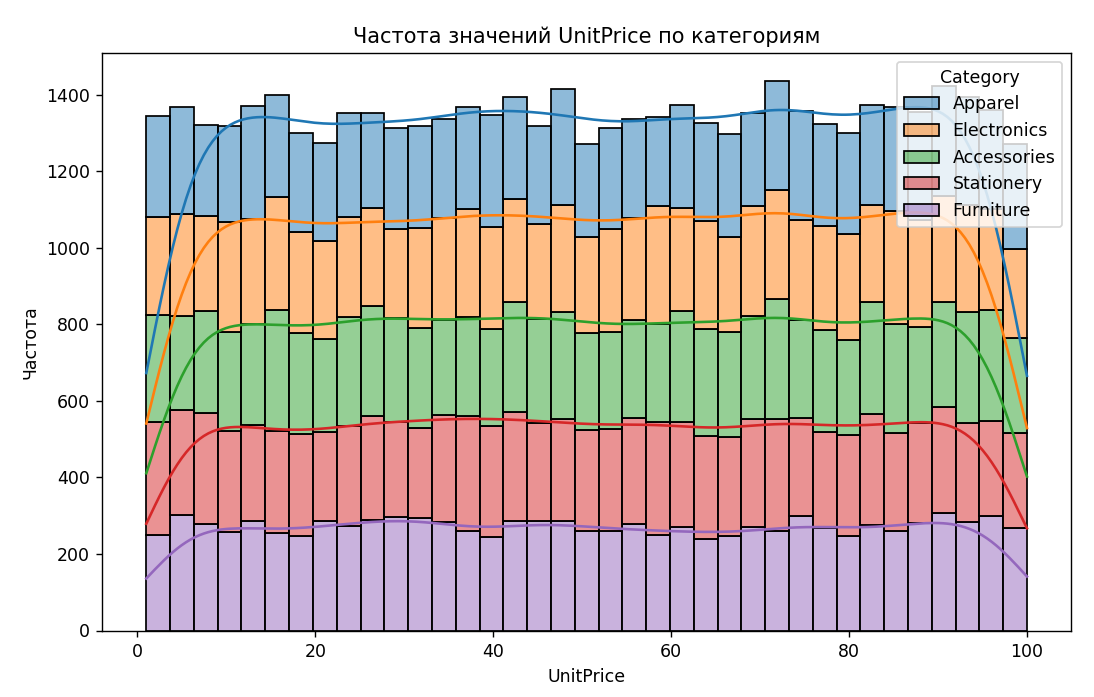 Частота значений UnitPrice по категориям
Частота
1400
1200
1000
800
600
400
200
0
0 20 40 60 80 100
UnitPrice
Category
Apparel
Electronics
Accessories
Stationery
Furniture